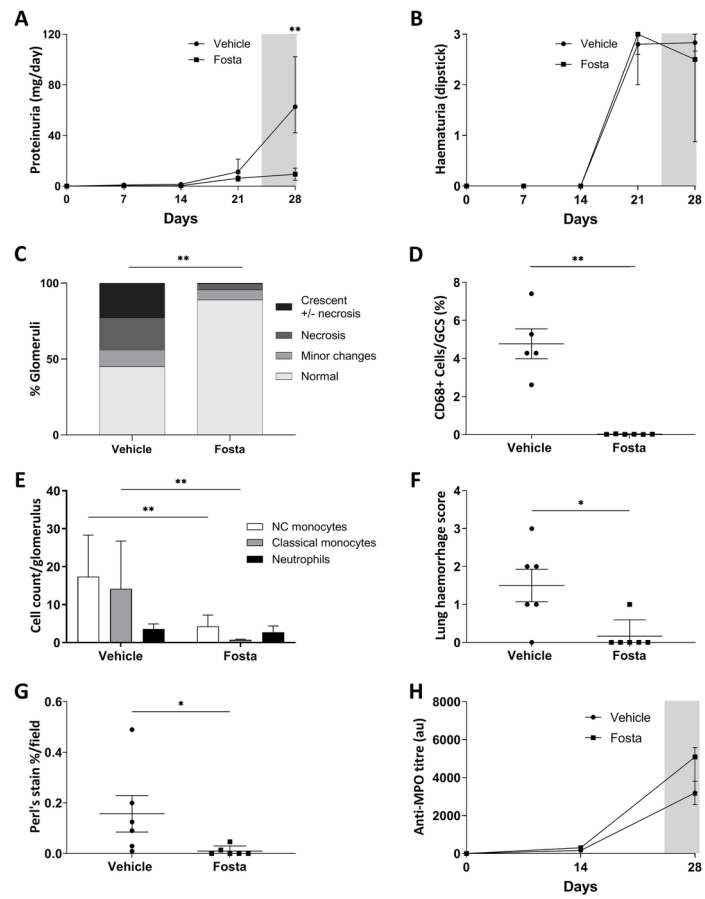 A
Proteinuria (mg/day)
120
80
40
0
Vehicle
Fosta
**
0 7 14 21 28
Days
B
Haematuria (dipstick)
3
2
1
0
Vehicle
Fosta
0 7 14 21 28
Days
C
% Glomeruli
100
50
0
**
Vehicle Fosta
Crescent
+/- necrosis
Necrosis
Minor changes
Normal
D
CD68+ Cells/GCS (%)
8
6
4
2
0
**
Vehicle Fosta
E
Cell count/glomerulus
40
30
20
10
0
**
**
NC monocytes
Classical monocytes
Neutrophils
Vehicle Fosta
F
Lung haemorrhage score
4
3
2
1
0
*
Vehicle Fosta
G
Perl's stain %/field
0.6
0.4
0.2
0.0
*
Vehicle Fosta
H
Anti-MPO titre (au)
8000
6000
4000
2000
0
Vehicle
Fosta
0 14 28
Days